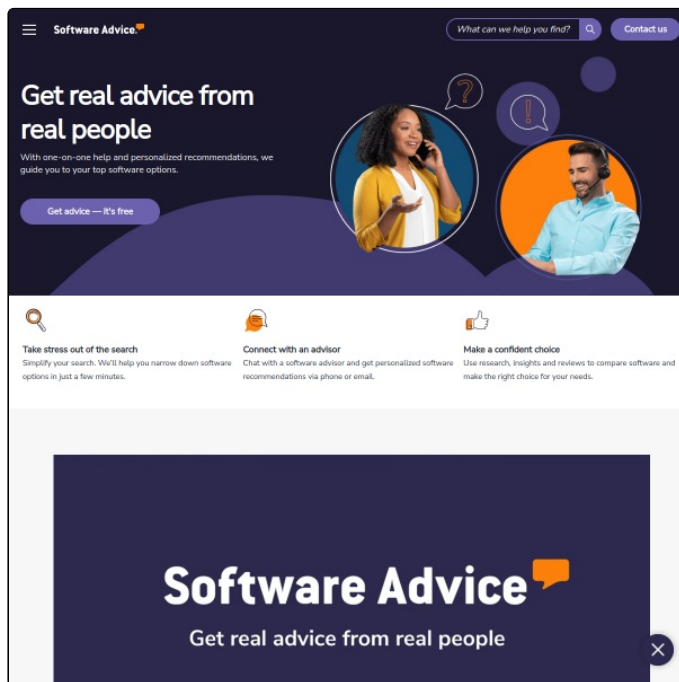 Software Advice.
What can we help you find?
Contact us
Get real advice from
real people
With one-on-one help and personalized recommendations, we
guide you to your top software options.
Get advice — it's free
?
!
Take stress out of the search
Simplify your search. We'll help you narrow down software
options in just a few minutes.
Connect with an advisor
Chat with a software advisor and get personalized software
recommendations via phone or email.
Make a confident choice
Use research, insights and reviews to compare software and
make the right choice for your needs.
Software Advice
Get real advice from real people